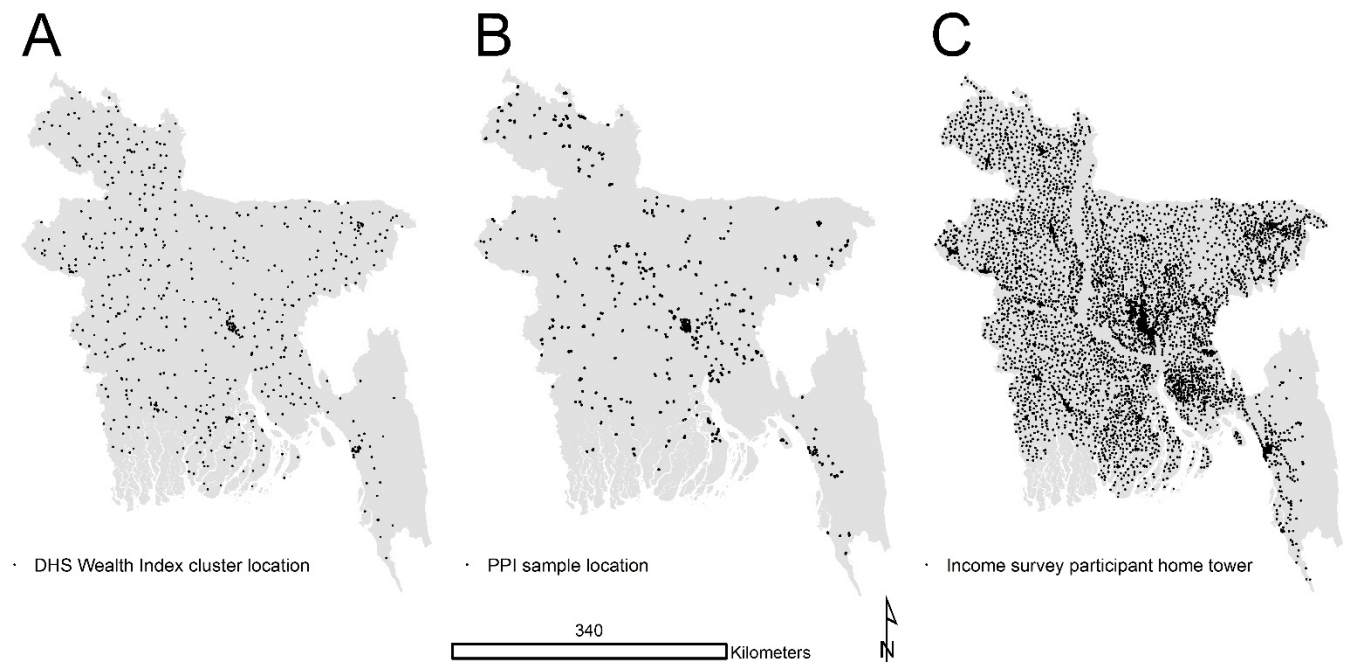 A
B
C
DHS Wealth Index cluster location
PPI sample location
Income survey participant home tower
340
Kilometers
N